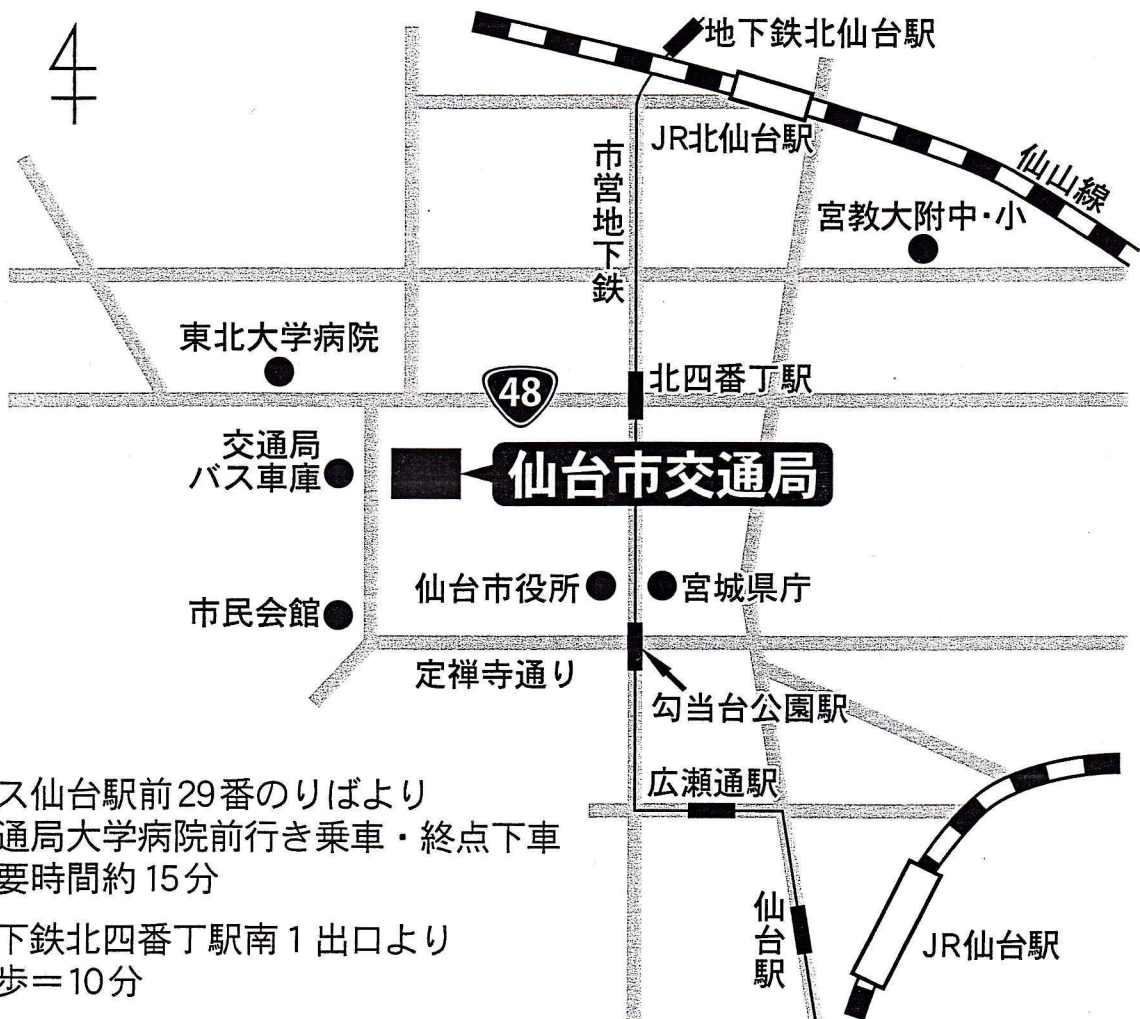 地下鉄北仙台駅
JR北仙台駅
仙山線
市営地下鉄
宮教大附中・小
東北大学病院
48
北四番丁駅
交通局
バス車庫
仙台市交通局
仙台市役所
宮城県庁
市民会館
定禅寺通り
勾当台公園駅
広瀬通駅
ス仙台駅前29番のりばより
通局大学病院前行き乗車・終点下車
要時間約15分
仙台駅
JR仙台駅
下鉄北四番丁駅南1出口より
歩＝10分